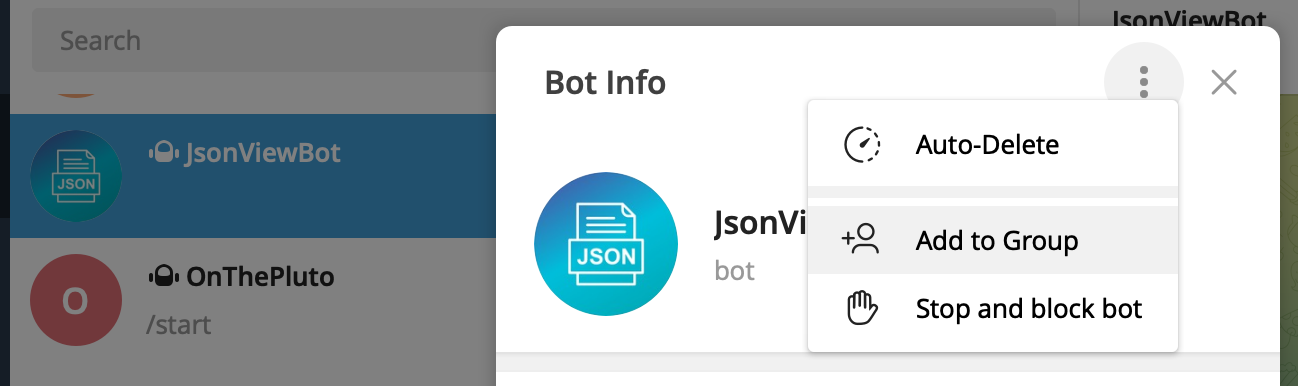 Search
JsonViewBot
JSON
JsonViewBot
O
OnThePluto
/start
Bot Info
JSON
JsonVi
bot
Auto-Delete
Add to Group
Stop and block bot